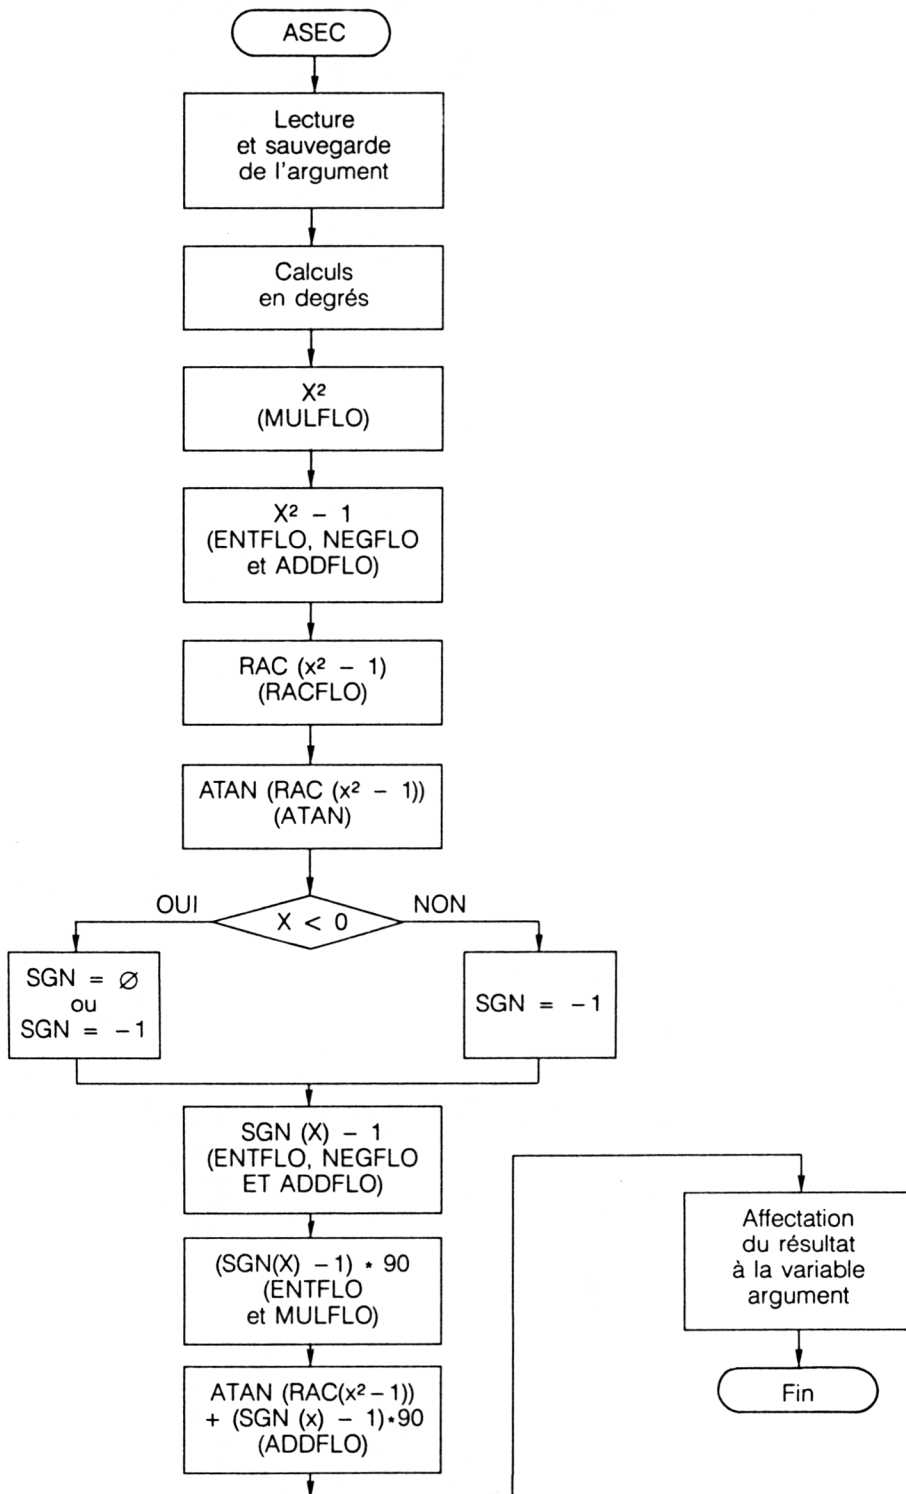 ASEC
Lecture
et sauvegarde
de l'argument
Calculs
en degrés
X²
(MULFLO)
X² – 1
(ENTFLO, NEGFLO
et ADDFLO)
RAC (x² – 1)
(RACFLO)
ATAN (RAC (x² – 1))
(ATAN)
OUI
X < 0
NON
SGN = ∅
ou
SGN = –1
SGN = –1
SGN (X) – 1
(ENTFLO, NEGFLO
ET ADDFLO)
(SGN(X) –1) * 90
(ENTFLO
et MULFLO)
ATAN (RAC(x²–1))
+ (SGN (x) – 1)*90
(ADDFLO)
Affectation
du résultat
à la variable
argument
Fin